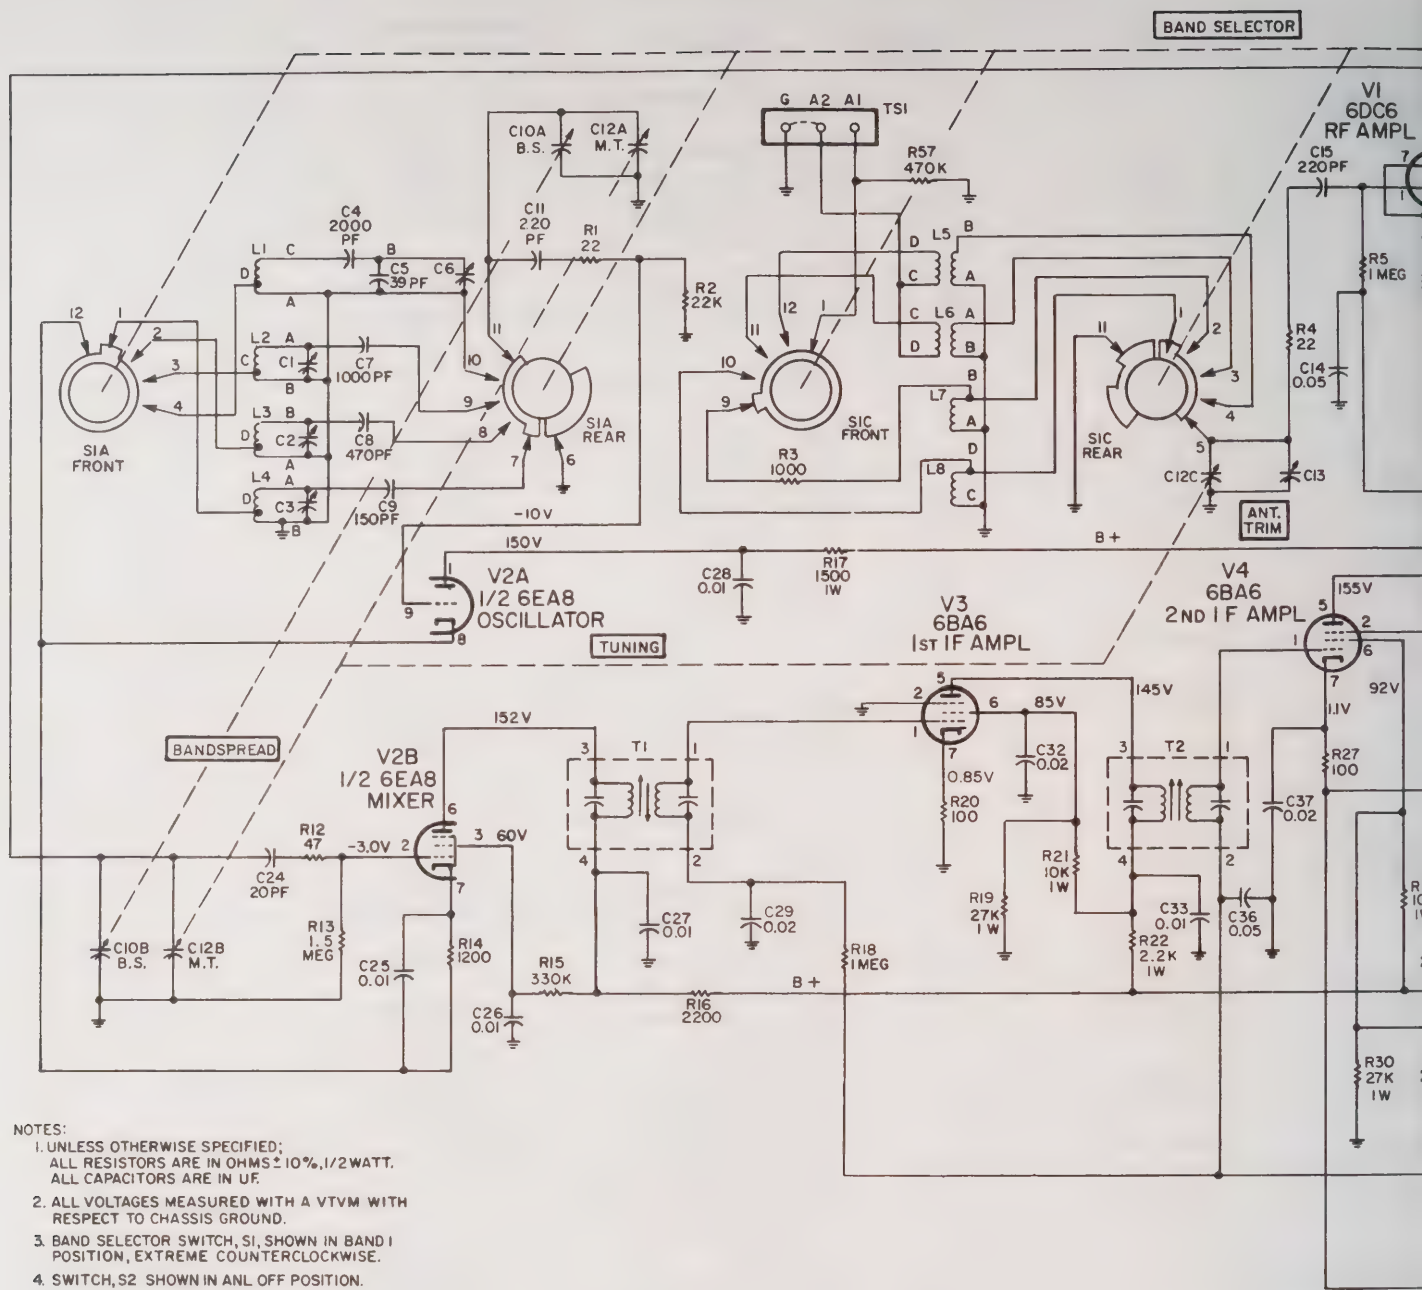 BAND SELECTOR
V1
6DC6
RF AMPL
G A2 A1
TS1
C10A
B.S.
C12A
M.T.
R57
470K
C15
220PF
7
1
C4
2000
PF
C11
220
PF
R1
22
L1
C
B
D
C5
39PF
C6
A
R2
22K
D
L5
B
C
A
R5
1 MEG
12
1
2
3
4
L2
A
C
C1
B
C7
1000PF
11
10
9
8
7
6
12
1
11
10
9
C
L6
A
D
B
11
1
2
3
4
5
R4
22
C14
0.05
L3
B
D
C2
A
C8
470PF
S1A
FRONT
S1A
REAR
S1C
FRONT
B
L7
A
D
L8
C
S1C
REAR
R3
1000
L4
A
D
C3
B
C9
150PF
C12C
C13
ANT.
TRIM
-10V
150V
B+
V2A
1/2 6EA8
OSCILLATOR
1
9
8
C28
0.01
R17
1500
1W
V3
6BA6
1ST IF AMPL
V4
6BA6
2ND IF AMPL
155V
5
1
2
6
7
92V
1.1V
TUNING
BANDSPREAD
152V
5
2
1
6
7
85V
145V
0.85V
C32
0.02
R20
100
V2B
1/2 6EA8
MIXER
6
2
3
60V
7
3
T1
1
4
2
3
T2
1
4
2
R27
100
C37
0.02
R12
47
-3.0V
C24
20PF
R13
1.5
MEG
R21
10K
1W
R19
27K
1W
C10B
B.S.
C12B
M.T.
C25
0.01
R14
1200
C27
0.01
C29
0.02
R18
1MEG
C33
0.01
C36
0.05
R22
2.2K
1W
R15
330K
R16
2200
B+
C26
0.01
R30
27K
1W
NOTES:
1. UNLESS OTHERWISE SPECIFIED;
ALL RESISTORS ARE IN OHMS ±10%, 1/2 WATT.
ALL CAPACITORS ARE IN UF.
2. ALL VOLTAGES MEASURED WITH A VTVM WITH
RESPECT TO CHASSIS GROUND.
3. BAND SELECTOR SWITCH, S1, SHOWN IN BAND 1
POSITION, EXTREME COUNTERCLOCKWISE.
4. SWITCH, S2 SHOWN IN ANL OFF POSITION.